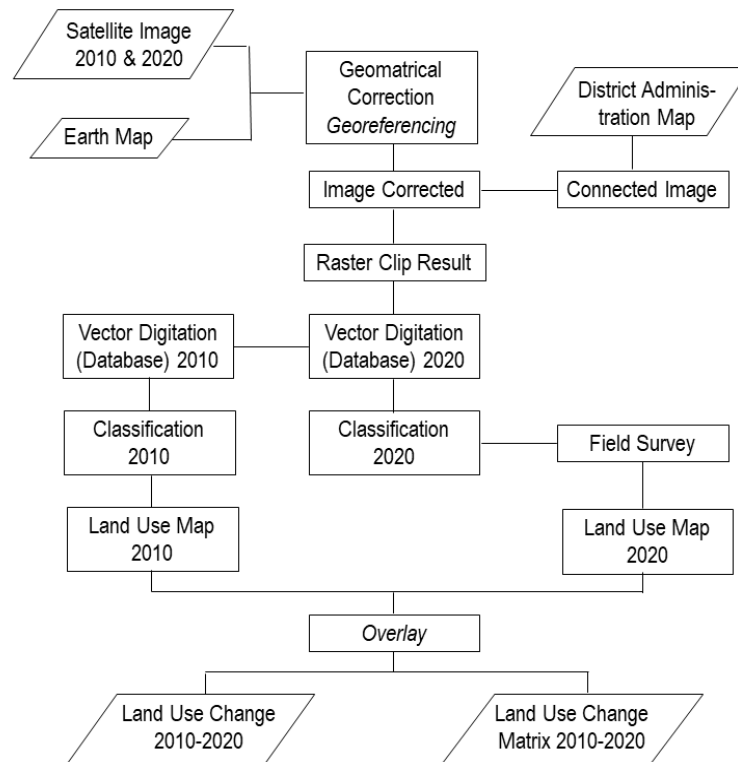 Satellite Image
2010 & 2020
Earth Map
Geomatrical
Correction
Georeferencing
District Adminis-
tration Map
Image Corrected
Connected Image
Raster Clip Result
Vector Digitation
(Database) 2010
Vector Digitation
(Database) 2020
Classification
2010
Classification
2020
Field Survey
Land Use Map
2010
Land Use Map
2020
Overlay
Land Use Change
2010-2020
Land Use Change
Matrix 2010-2020